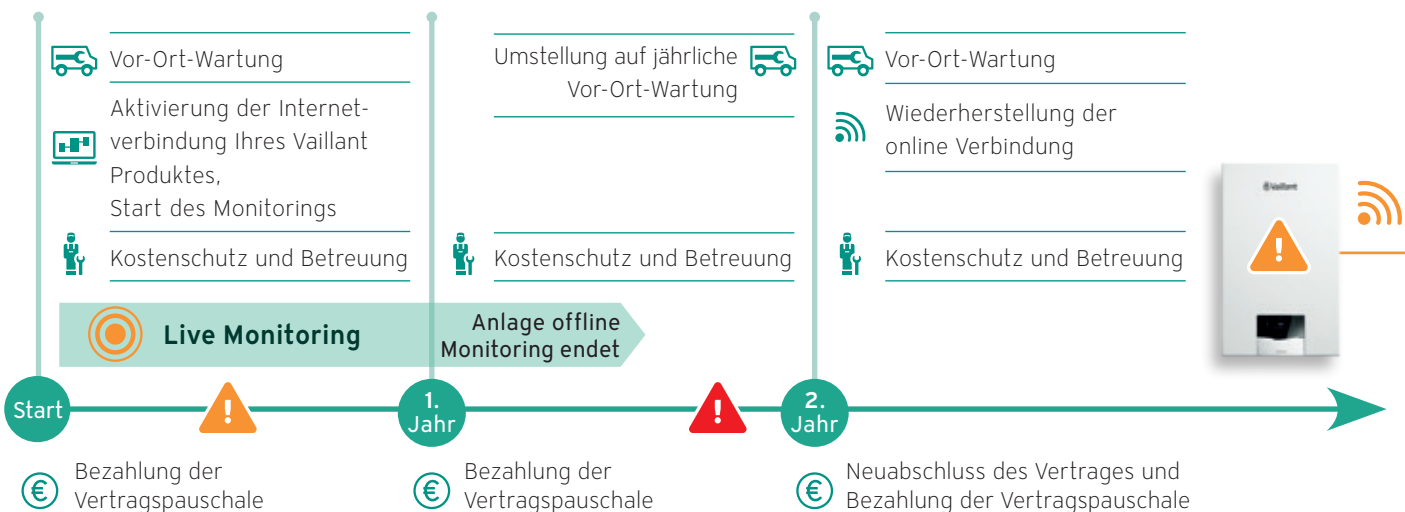 Vor-Ort-Wartung
Aktivierung der Internet-
verbindung Ihres Vaillant
Produktes,
Start des Monitorings
Kostenschutz und Betreuung
Umstellung auf jährliche
Vor-Ort-Wartung
Kostenschutz und Betreuung
Vor-Ort-Wartung
Wiederherstellung der
online Verbindung
Kostenschutz und Betreuung
Vaillant
Live Monitoring
Anlage offline
Monitoring endet
Start
1.
Jahr
2.
Jahr
€
Bezahlung der
Vertragspauschale
€
Bezahlung der
Vertragspauschale
€
Neuabschluss des Vertrages und
Bezahlung der Vertragspauschale